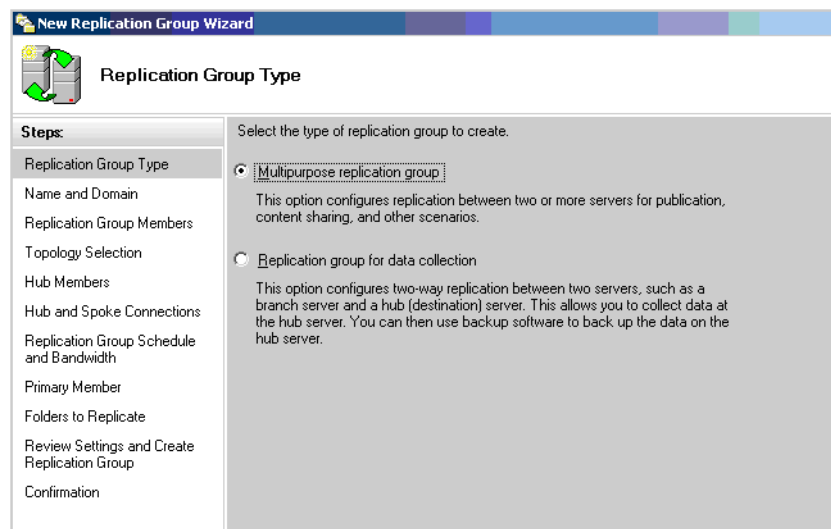 New Replication Group Wizard
Replication Group Type
Steps:
Replication Group Type
Name and Domain
Replication Group Members
Topology Selection
Hub Members
Hub and Spoke Connections
Replication Group Schedule
and Bandwidth
Primary Member
Folders to Replicate
Review Settings and Create
Replication Group
Confirmation
Select the type of replication group to create.
Multipurpose replication group
This option configures replication between two or more servers for publication,
content sharing, and other scenarios.
Replication group for data collection
This option configures two-way replication between two servers, such as a
branch server and a hub (destination) server. This allows you to collect data at
the hub server. You can then use backup software to back up the data on the
hub server.